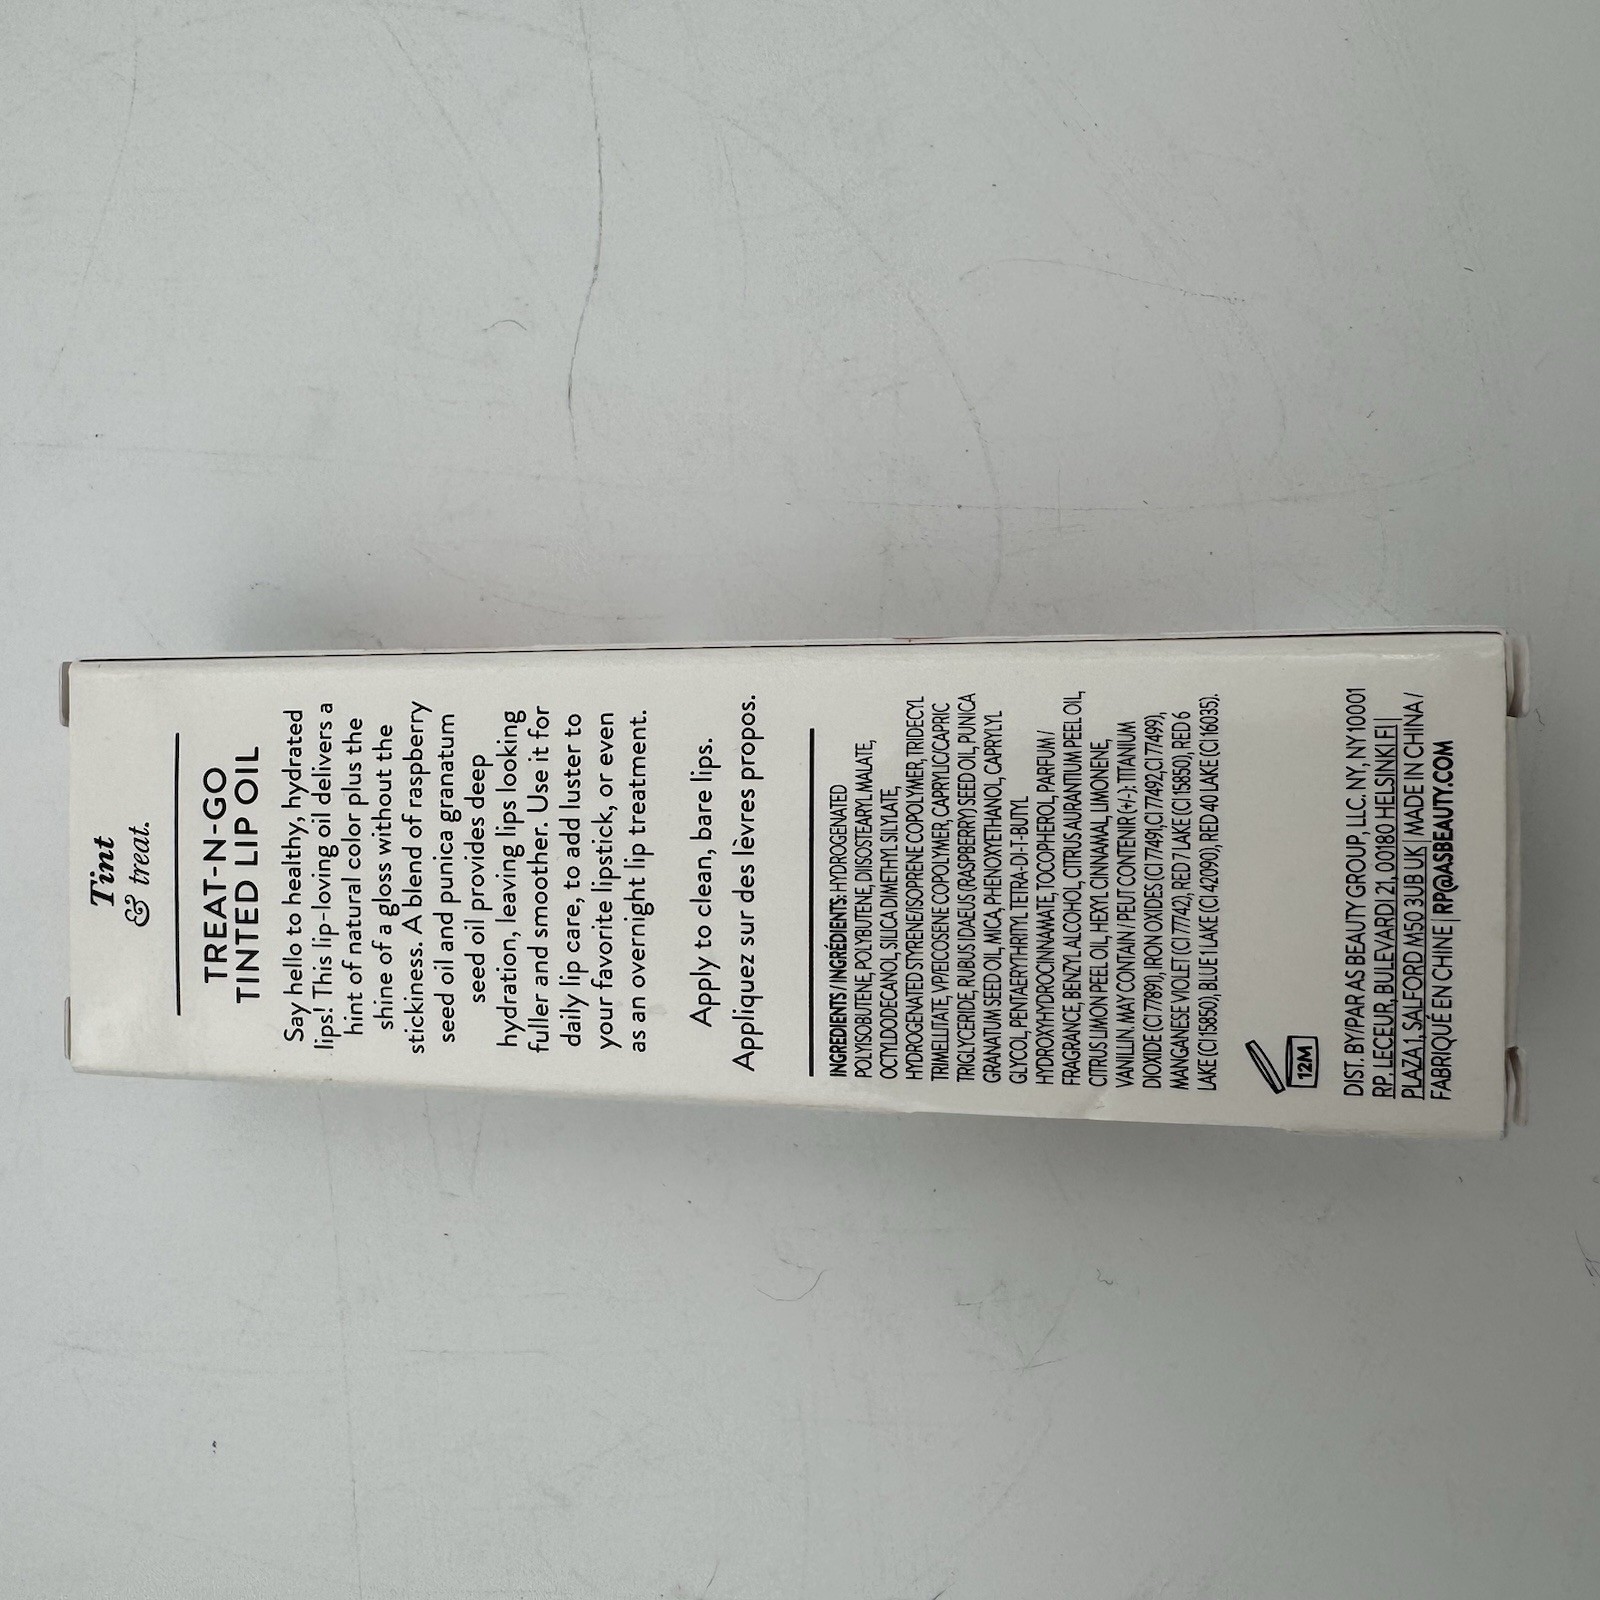 Tint
& treat.
TREAT-N-GO
TINTED LIP OIL
Say hello to healthy, hydrated
lips! This lip-loving oil delivers a
hint of natural color plus the
shine of a gloss without the
stickiness. A blend of raspberry
seed oil and punica granatum
seed oil provides deep
hydration, leaving lips looking
fuller and smoother. Use it for
daily lip care, to add luster to
your favorite lipstick, or even
as an overnight lip treatment.
Apply to clean, bare lips.
Appliquez sur des lèvres propos.
INGREDIENTS / INGRÉDIENTS: HYDROGENATED
POLYISOBUTENE, POLYBUTENE, DIISOSTEARYL MALATE,
OCTYLDODECANOL, SILICA DIMETHYL SILYLATE,
HYDROGENATED STYRENE/ISOPRENE COPOLYMER, TRIDECYL
TRIMELLITATE, VP/EICOSENE COPOLYMER, CAPRYLIC/CAPRIC
TRIGLYCERIDE, RUBUS IDAEUS (RASPBERRY) SEED OIL, PUNICA
GRANATUM SEED OIL, MICA, PHENOXYETHANOL, CAPRYLYL
GLYCOL, PENTAERYTHRITYL TETRA-DI-T-BUTYL
HYDROXYHYDROCINNAMATE, TOCOPHEROL, PARFUM /
FRAGRANCE, BENZYL ALCOHOL, CITRUS AURANTIUM PEEL OIL,
CITRUS LIMON PEEL OIL, HEXYL CINNAMAL, LIMONENE,
VANILLIN. MAY CONTAIN / PEUT CONTENIR (+/-): TITANIUM
DIOXIDE (CI 77891), IRON OXIDES (CI 77491, CI 77492, CI 77499),
MANGANESE VIOLET (CI 77742), RED 7 LAKE (CI 15850), RED 6
LAKE (CI 15850), BLUE 1 LAKE (CI 42090), RED 40 LAKE (CI 16035).
12M
DIST. BY/PAR AS BEAUTY GROUP, LLC. NY, NY 10001
RP. LECEUR, BULEVARDI 21, 00180 HELSINKI FI |
PLAZA 1, SALFORD M50 3UB UK | MADE IN CHINA /
FABRIQUÉ EN CHINE | RP@ASBEAUTY.COM